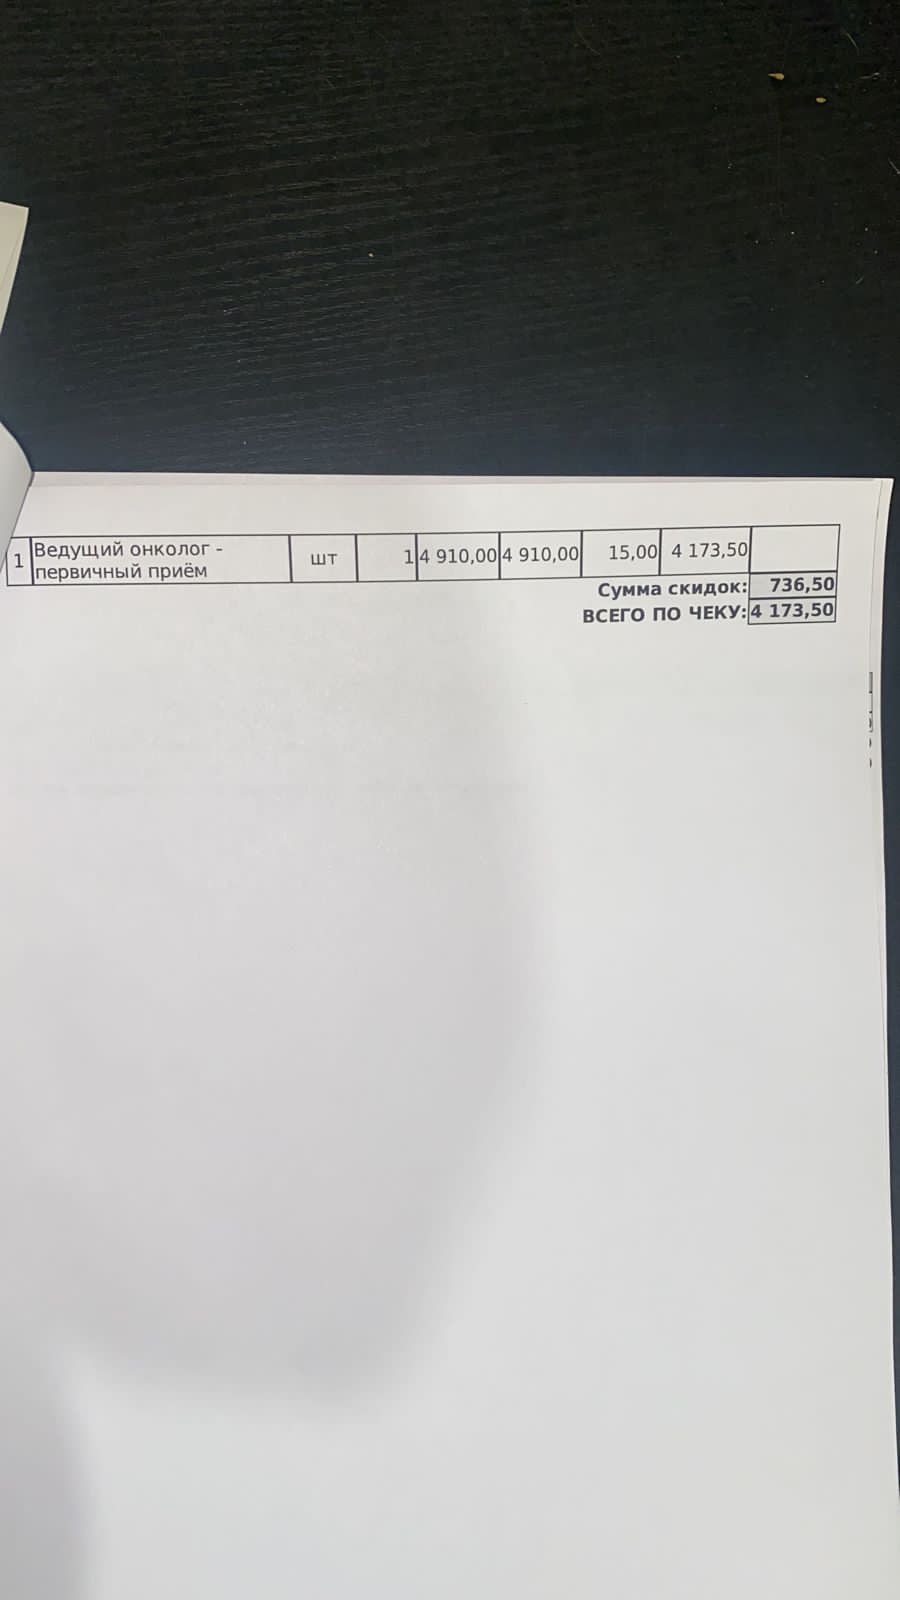 1 Ведущий онколог - первичный приём шт 1 4 910,00 4 910,00 15,00 4 173,50
Сумма скидок: 736,50
ВСЕГО ПО ЧЕКУ: 4 173,50